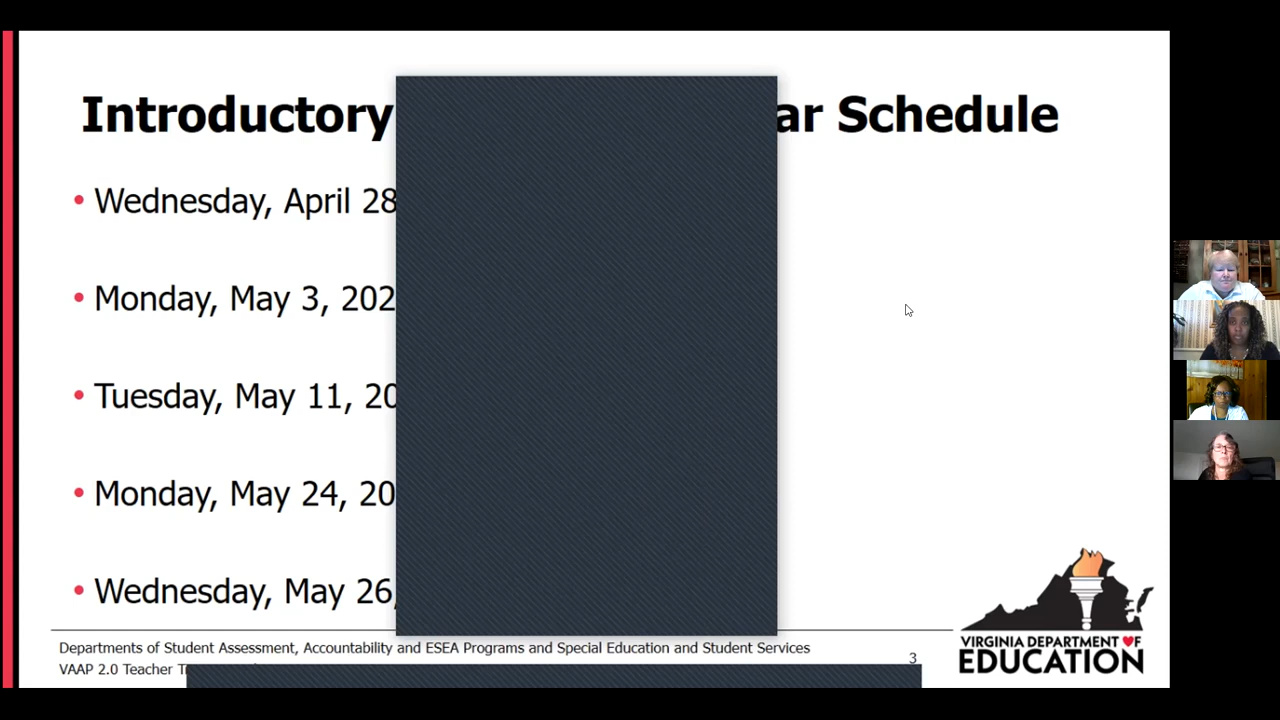 Introductory ar Schedule
• Wednesday, April 28
• Monday, May 3, 202
• Tuesday, May 11, 20
• Monday, May 24, 20
• Wednesday, May 26,
Departments of Student Assessment, Accountability and ESEA Programs and Special Education and Student Services
VAAP 2.0 Teacher
3
VIRGINIA DEPARTMENT OF
EDUCATION